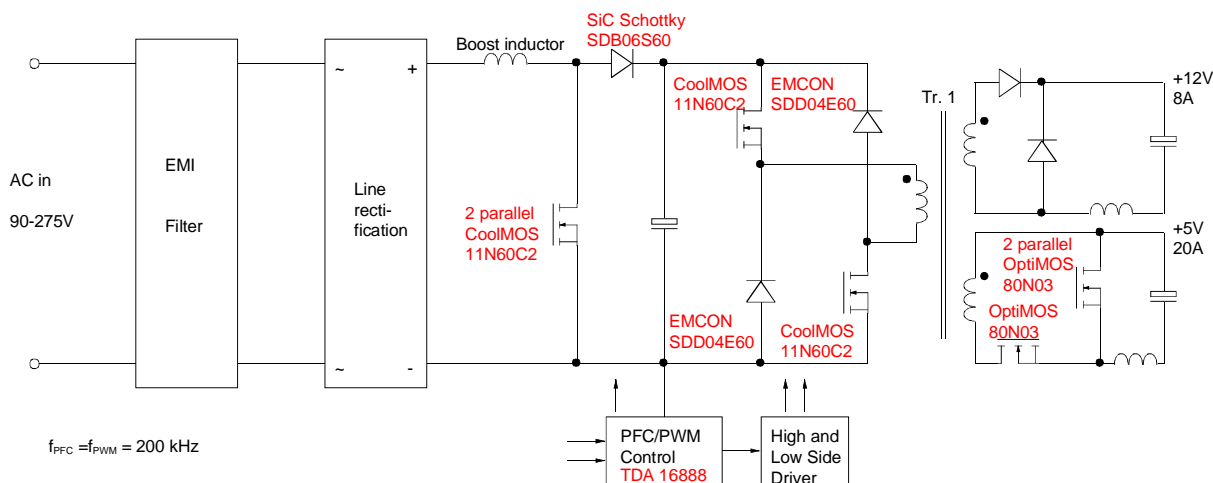 SiC Schottky
SDB06S60
Boost inductor
CoolMOS
11N60C2
EMCON
SDD04E60
Tr. 1
+12V
8A
~
+
AC in
90-275V
EMI
Filter
Line
recti-
fication
2 parallel
CoolMOS
11N60C2
+5V
20A
2 parallel
OptiMOS
80N03
OptiMOS
80N03
EMCON
SDD04E60
CoolMOS
11N60C2
~
-
fPFC =fPWM = 200 kHz
PFC/PWM
Control
TDA 16888
High and
Low Side
Driver